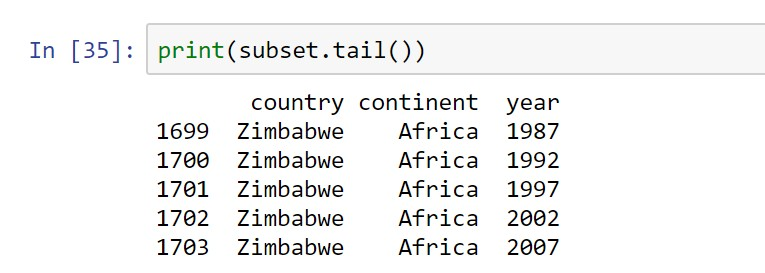 In [35]: print(subset.tail())
country continent year
1699 Zimbabwe Africa 1987
1700 Zimbabwe Africa 1992
1701 Zimbabwe Africa 1997
1702 Zimbabwe Africa 2002
1703 Zimbabwe Africa 2007